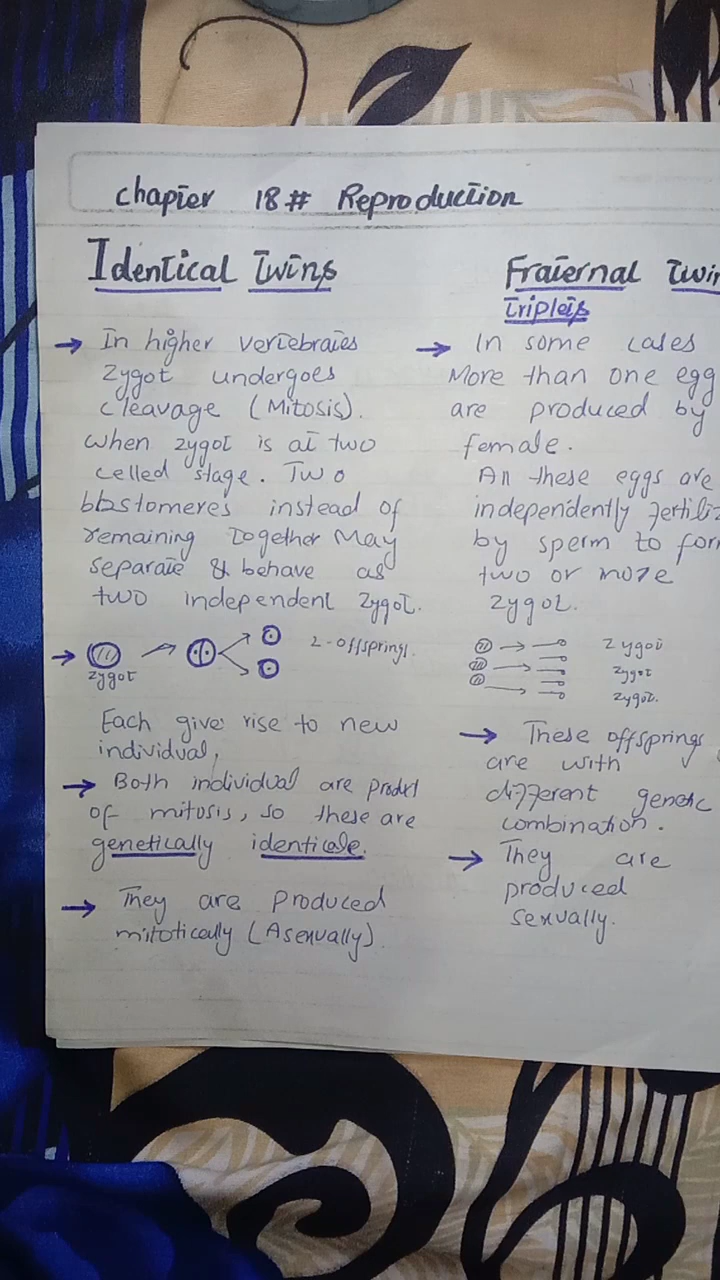 Chapter 18# Reproduction
Identical Twins
→ In higher vertebrates
zygot undergoes
cleavage (Mitosis).
when zygot is at two
celled stage. Two
blastomeres instead of
remaining together May
separate & behave as
two independent zygot.
→ zygot 2-offsprings.
Each give rise to new
individual,
→ Both individual are product
of mitosis, so these are
genetically identicale.
→ They are produced
mitotically (Asexually)
Fraternal Twin
Triplets
→ In some cases
More than one egg
are produced by
female.
All these eggs are
independently fertiliz
by sperm to for
two or more
zygot.
zygot
zygot
zygot.
→ These offsprings
are with
different genetic
combination.
→ They are
produced
sexually.